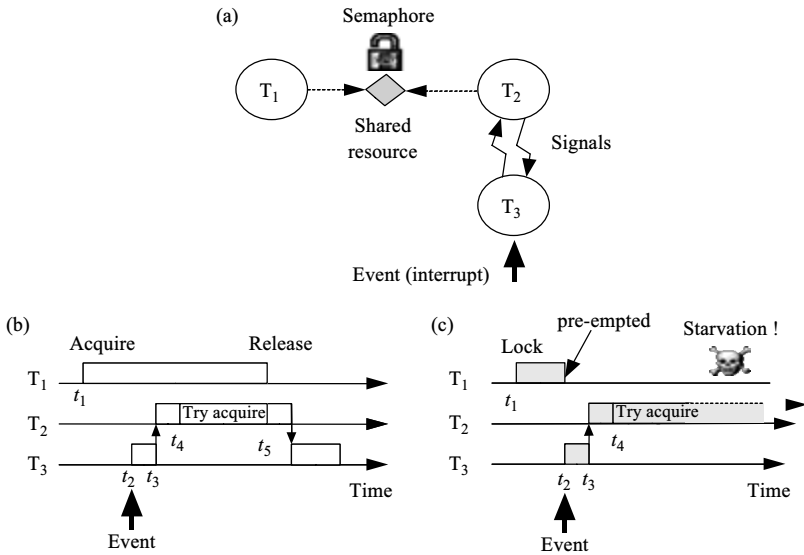 (a)
Semaphore
T1
T2
Shared
resource
Signals
T3
Event (interrupt)
(b)
Acquire
Release
T1
t1
Try acquire
T2
t4
t5
T3
t2
t3
Time
Event
(c)
pre-empted
Starvation !
Lock
T1
t1
Try acquire
T2
t4
T3
t2
t3
Time
Event